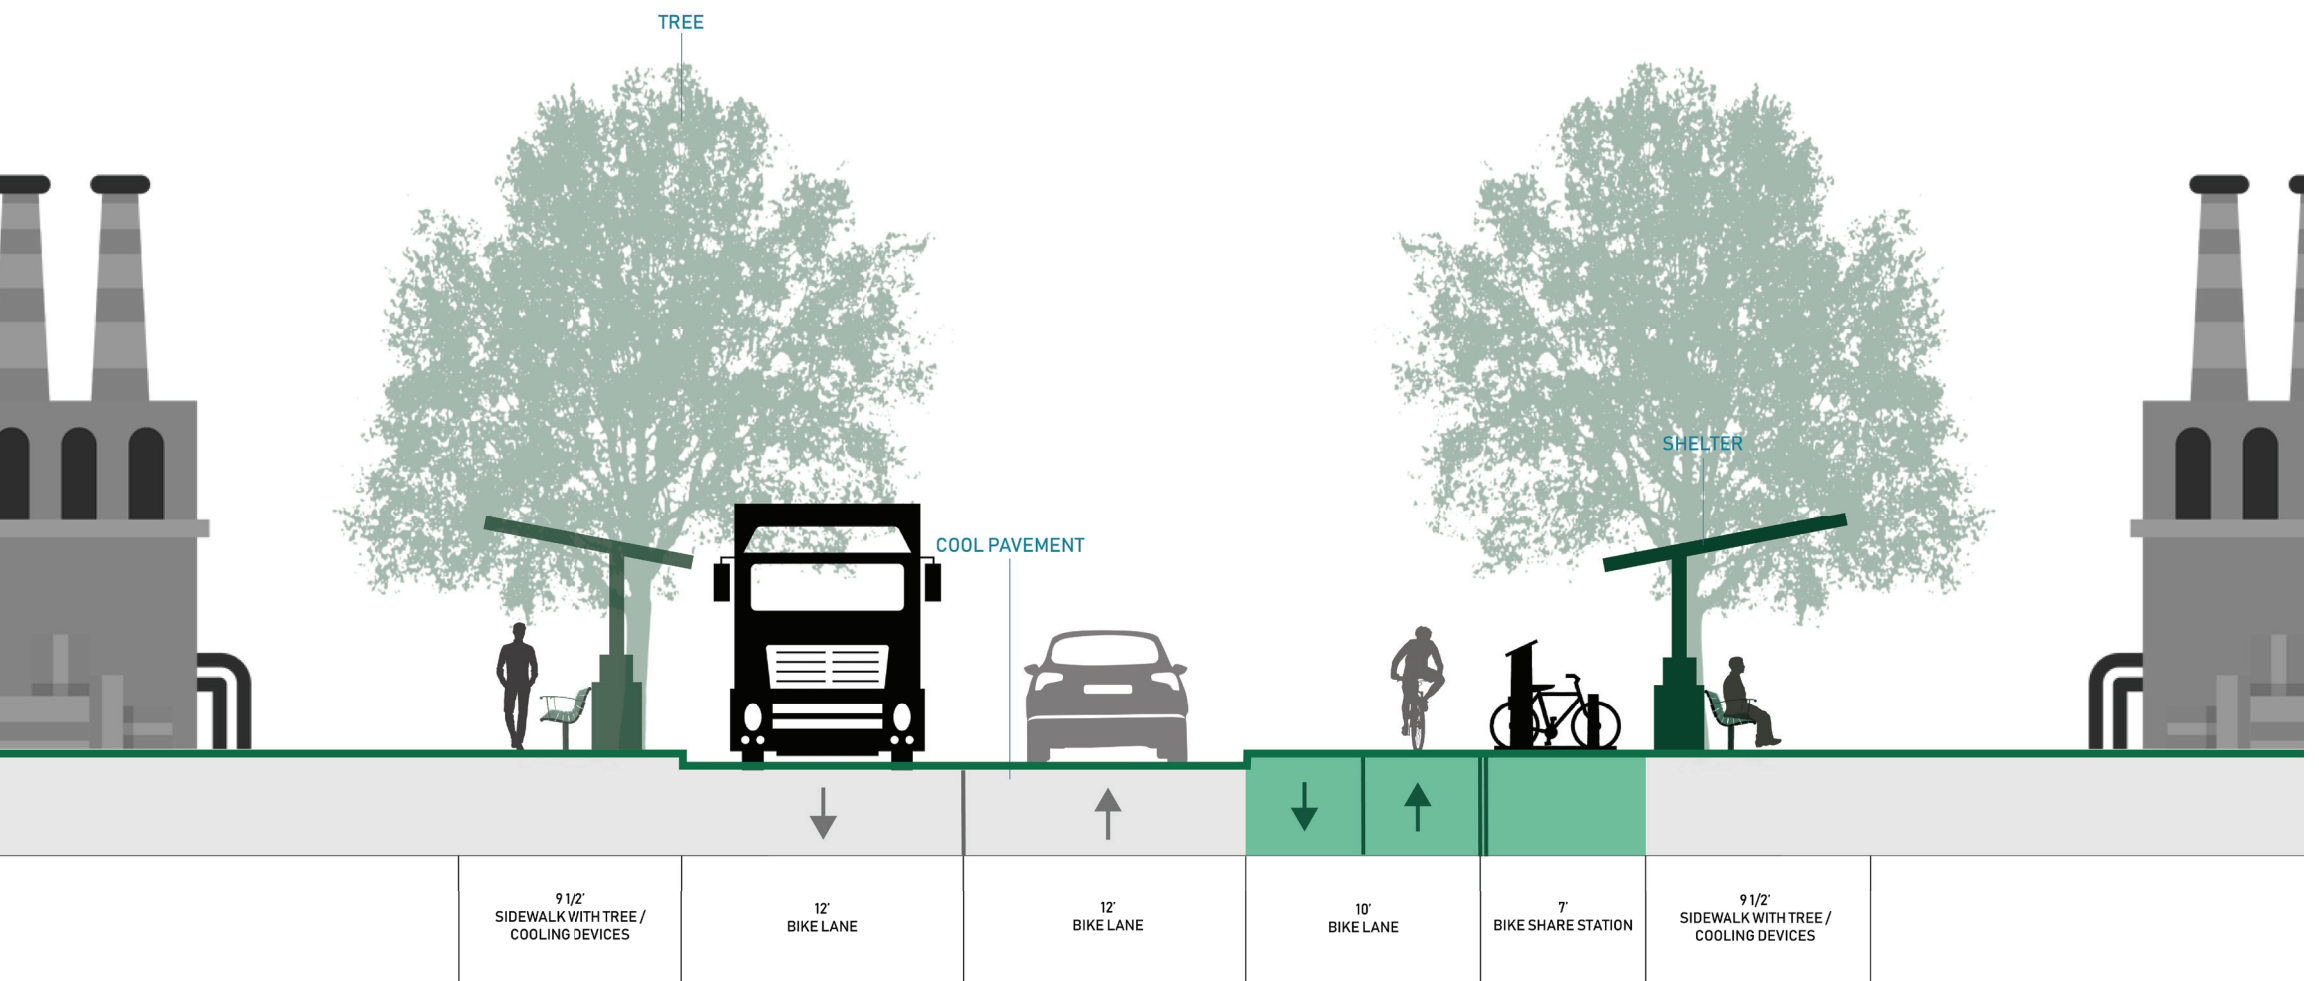 TREE
SHELTER
COOL PAVEMENT
9 1/2'
SIDEWALK WITH TREE /
COOLING DEVICES
12'
BIKE LANE
12'
BIKE LANE
10'
BIKE LANE
7'
BIKE SHARE STATION
9 1/2'
SIDEWALK WITH TREE /
COOLING DEVICES